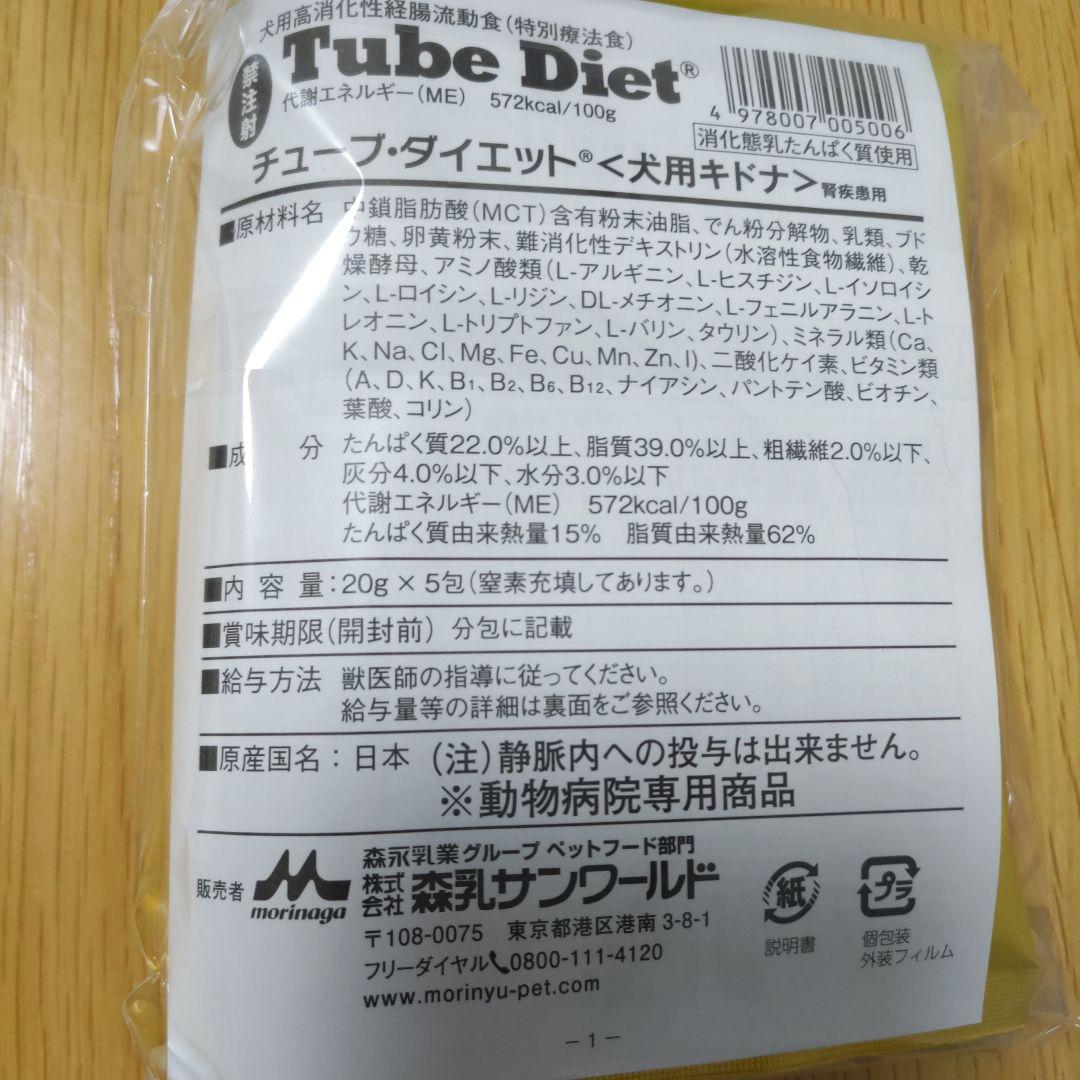 犬用高消化性経腸流動食(特別療法食)
禁注射
Tube Diet®
代謝エネルギー(ME) 572kcal/100g
4 978007 005006
消化態乳たんぱく質使用
チューブ・ダイエット®<犬用キドナ>腎疾患用
■原材料名 中鎖脂肪酸(MCT)含有粉末油脂、でん粉分解物、乳類、ブド
ウ糖、卵黄粉末、難消化性デキストリン(水溶性食物繊維)、乾
燥酵母、アミノ酸類(L-アルギニン、L-ヒスチジン、L-イソロイシ
ン、L-ロイシン、L-リジン、DL-メチオニン、L-フェニルアラニン、L-ト
レオニン、L-トリプトファン、L-バリン、タウリン)、ミネラル類(Ca、
K、Na、Cl、Mg、Fe、Cu、Mn、Zn、I)、二酸化ケイ素、ビタミン類
(A、D、K、B1、B2、B6、B12、ナイアシン、パントテン酸、ビオチン、
葉酸、コリン)
■成 分 たんぱく質22.0%以上、脂質39.0%以上、粗繊維2.0%以下、
灰分4.0%以下、水分3.0%以下
代謝エネルギー(ME) 572kcal/100g
たんぱく質由来熱量15% 脂質由来熱量62%
■内容量:20g×5包(窒素充填してあります。)
■賞味期限(開封前) 分包に記載
■給与方法 獣医師の指導に従ってください。
給与量等の詳細は裏面をご参照ください。
■原産国名:日本 (注)静脈内への投与は出来ません。
※動物病院専用商品
販売者
morinaga
森永乳業グループ ペットフード部門
株式会社 森乳サンワールド
〒108-0075 東京都港区港南3-8-1
フリーダイヤル 0800-111-4120
www.morinyu-pet.com
紙
説明書
プラ
個包装
外装フィルム
-1-